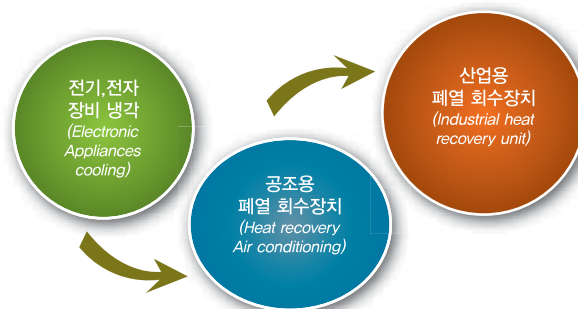 전기,전자
장비 냉각
(Electronic
Appliances
cooling)
공조용
폐열 회수장치
(Heat recovery
Air conditioning)
산업용
폐열 회수장치
(Industrial heat
recovery unit)